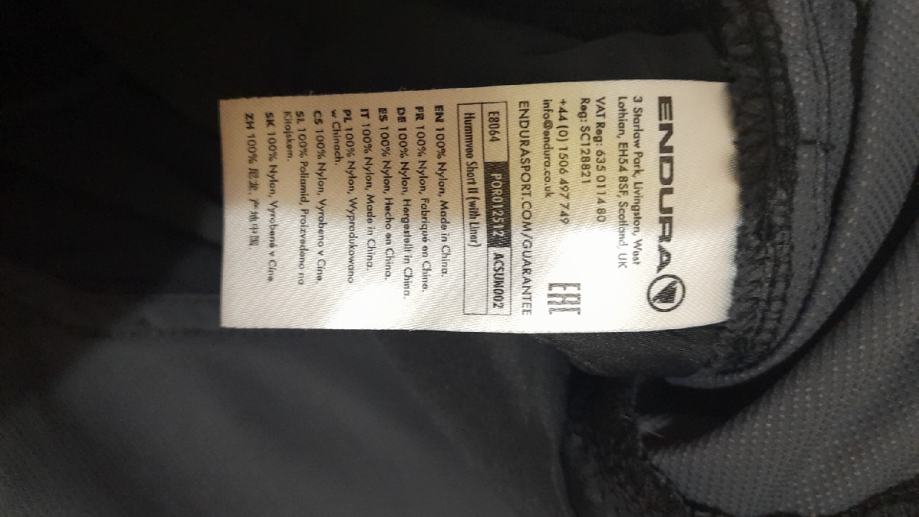 ENDURA
3 Starlaw Park, Livingston, West
Lothian, EH54 8SF, Scotland, UK
VAT Reg: 635 0114 80
Reg: SC128821
+44 (0) 1506 497 749
info@endura.co.uk
EAC
ENDURASPORT.COM/GUARANTEE
E8064 POR012512 ACSUN002
Hummvee Short II (with Liner)
EN 100% Nylon, Made in China.
FR 100% Nylon, Fabriqué en China.
DE 100% Nylon, Hergestellt in China.
ES 100% Nylon, Hecho en China.
IT 100% Nylon, Made in China.
PL 100% Nylon, Wyprodukowano
w Chinach.
CS 100% Nylon, Vyrobeno v Číne.
SL 100% Poliamid, Proizvedeno na
Kitajskem.
SK 100% Nylon, Vyrobené v Číne.
ZH 100% 尼龙, 产地中国